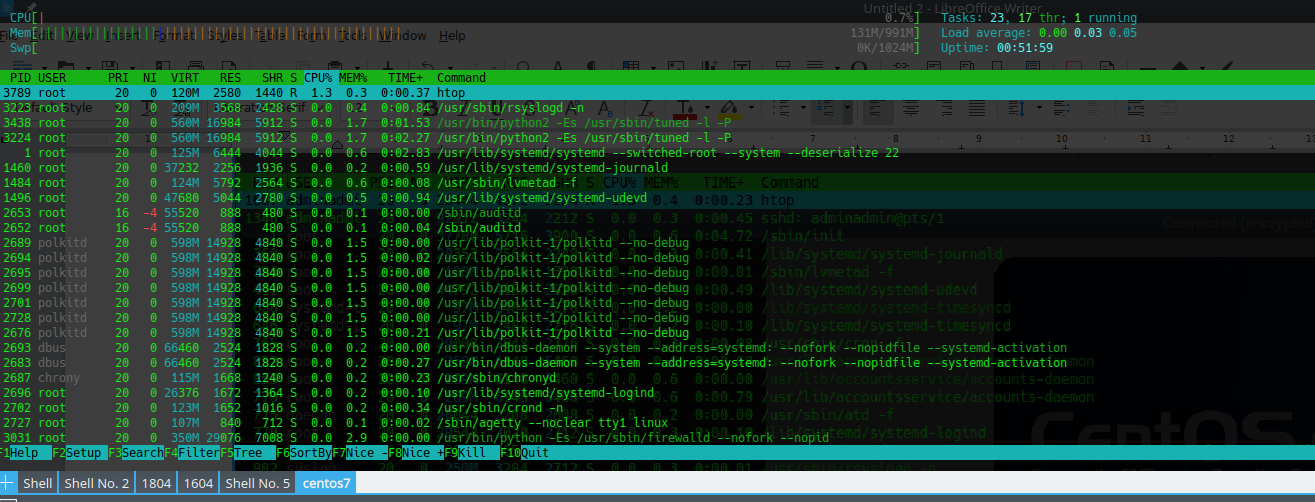 Untitled 2 - LibreOffice Writer
CPU[| 0.7%] Tasks: 23, 17 thr; 1 running
Mem[ 131M/991M] Load average: 0.00 0.03 0.05
Swp[ 0K/1024M] Uptime: 00:51:59
File Edit View Insert Format Styles Table Form Tools Window Help
PID USER PRI NI VIRT RES SHR S CPU% MEM% TIME+ Command
3789 root 20 0 120M 2580 1440 R 1.3 0.3 0:00.37 htop
3223 root 20 0 209M 3568 2428 S 0.0 0.4 0:00.84 /usr/sbin/rsyslogd -n
3438 root 20 0 560M 16984 5912 S 0.0 1.7 0:01.53 /usr/bin/python2 -Es /usr/sbin/tuned -l -P
3224 root 20 0 560M 16984 5912 S 0.0 1.7 0:02.27 /usr/bin/python2 -Es /usr/sbin/tuned -l -P
1 root 20 0 125M 6444 4044 S 0.0 0.6 0:02.83 /usr/lib/systemd/systemd --switched-root --system --deserialize 22
1460 root 20 0 37232 2256 1936 S 0.0 0.2 0:00.59 /usr/lib/systemd/systemd-journald
1484 root 20 0 124M 5792 2564 S 0.0 0.6 0:00.08 /usr/sbin/lvmetad -f
1496 root 20 0 47680 5044 2780 S 0.0 0.5 0:00.94 /usr/lib/systemd/systemd-udevd
2653 root 16 -4 55520 888 480 S 0.0 0.1 0:00.00 /sbin/auditd
2652 root 16 -4 55520 888 480 S 0.0 0.1 0:00.04 /sbin/auditd
2689 polkitd 20 0 598M 14928 4840 S 0.0 1.5 0:00.00 /usr/lib/polkit-1/polkitd --no-debug
2694 polkitd 20 0 598M 14928 4840 S 0.0 1.5 0:00.02 /usr/lib/polkit-1/polkitd --no-debug
2695 polkitd 20 0 598M 14928 4840 S 0.0 1.5 0:00.00 /usr/lib/polkit-1/polkitd --no-debug
2699 polkitd 20 0 598M 14928 4840 S 0.0 1.5 0:00.00 /usr/lib/polkit-1/polkitd --no-debug
2701 polkitd 20 0 598M 14928 4840 S 0.0 1.5 0:00.00 /usr/lib/polkit-1/polkitd --no-debug
2728 polkitd 20 0 598M 14928 4840 S 0.0 1.5 0:00.00 /usr/lib/polkit-1/polkitd --no-debug
2676 polkitd 20 0 598M 14928 4840 S 0.0 1.5 0:00.21 /usr/lib/polkit-1/polkitd --no-debug
2693 dbus 20 0 66460 2524 1828 S 0.0 0.2 0:00.00 /usr/bin/dbus-daemon --system --address=systemd: --nofork --nopidfile --systemd-activation
2683 dbus 20 0 66460 2524 1828 S 0.0 0.2 0:00.27 /usr/bin/dbus-daemon --system --address=systemd: --nofork --nopidfile --systemd-activation
2687 chrony 20 0 115M 1668 1240 S 0.0 0.2 0:00.23 /usr/sbin/chronyd
2696 root 20 0 26376 1672 1364 S 0.0 0.2 0:00.10 /usr/lib/systemd/systemd-logind
2702 root 20 0 123M 1652 1016 S 0.0 0.2 0:00.34 /usr/sbin/crond -n
2727 root 20 0 107M 840 712 S 0.0 0.1 0:00.02 /sbin/agetty --noclear tty1 linux
3031 root 20 0 350M 29076 7008 S 0.0 2.9 0:00.00 /usr/bin/python -Es /usr/sbin/firewalld --nofork --nopid
F1Help F2Setup F3Search F4Filter F5Tree F6SortBy F7Nice - F8Nice + F9Kill F10Quit
CentOS
Shell Shell No. 2 1804 1604 Shell No. 5 centos7